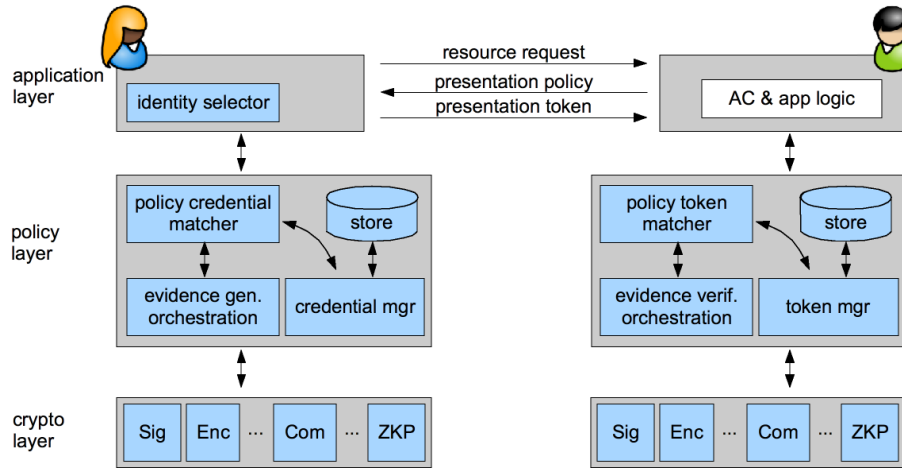 resource request
application
layer
presentation policy
identity selector
AC & app logic
presentation token
policy
layer
policy credential
matcher
store
evidence gen.
orchestration
credential mgr
policy token
matcher
store
evidence verif.
orchestration
token mgr
crypto
layer
Sig
Enc
...
Com
...
ZKP
Sig
Enc
...
Com
...
ZKP